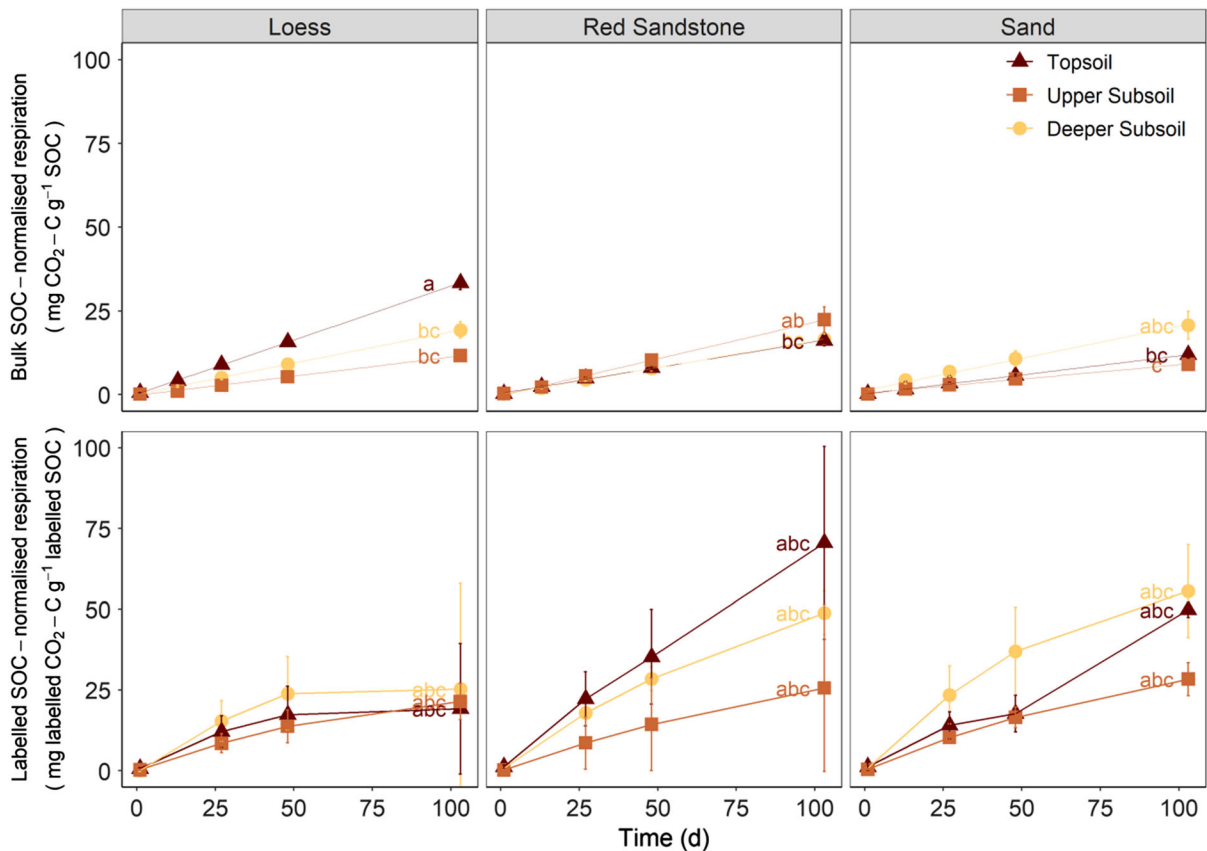 Loess
Red Sandstone
Sand
Bulk SOC – normalised respiration
( mg CO₂ – C g⁻¹ SOC )
100
75
50
25
0
Topsoil
Upper Subsoil
Deeper Subsoil
a
bc
bc
ab
bc
abc
bc
c
Labelled SOC – normalised respiration
( mg labelled CO₂ – C g⁻¹ labelled SOC )
100
75
50
25
0
abc
abc
abc
abc
abc
abc
abc
abc
abc
0 25 50 75 100
0 25 50 75 100
0 25 50 75 100
Time (d)